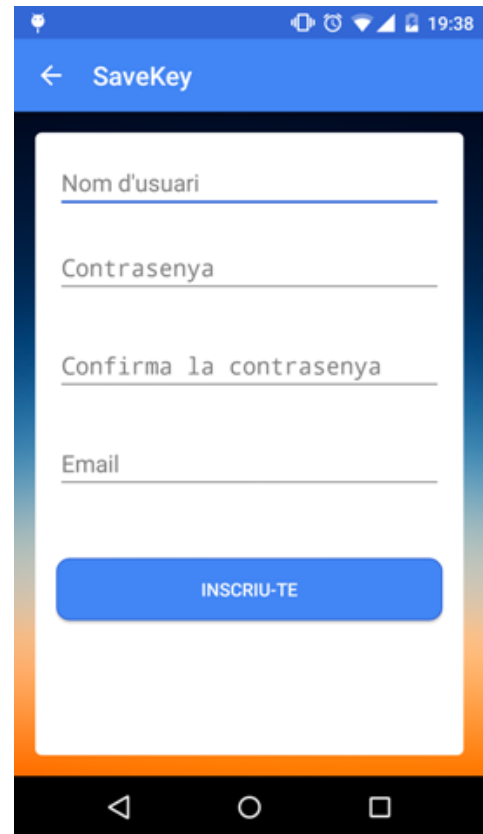 19:38
SaveKey
Nom d'usuari
Contrasenya
Confirma la contrasenya
Email
INSCRIU-TE